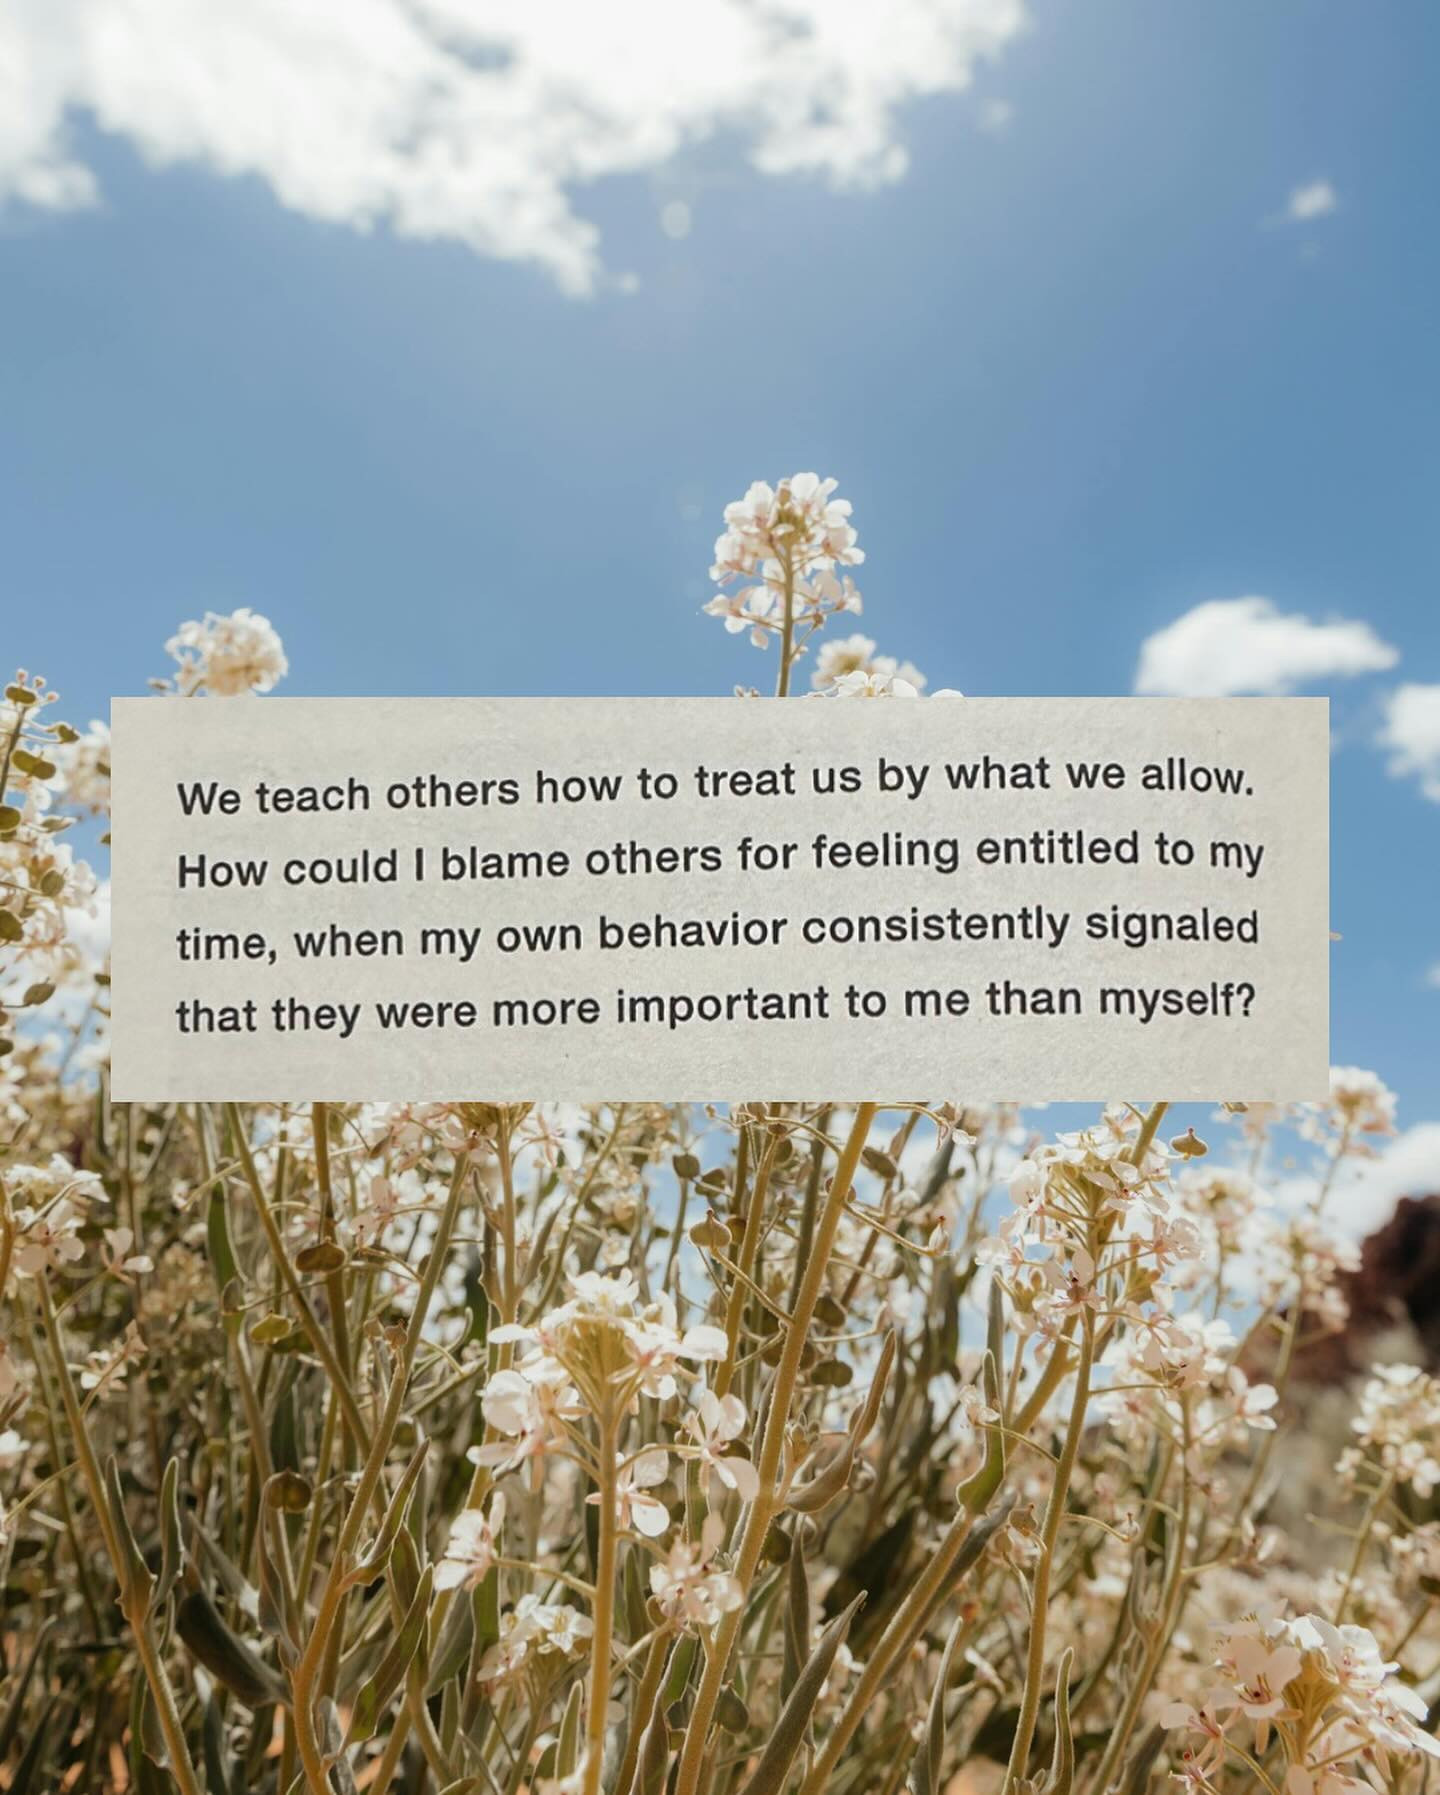 We teach others how to treat us by what we allow.
How could I blame others for feeling entitled to my
time, when my own behavior consistently signaled
that they were more important to me than myself?